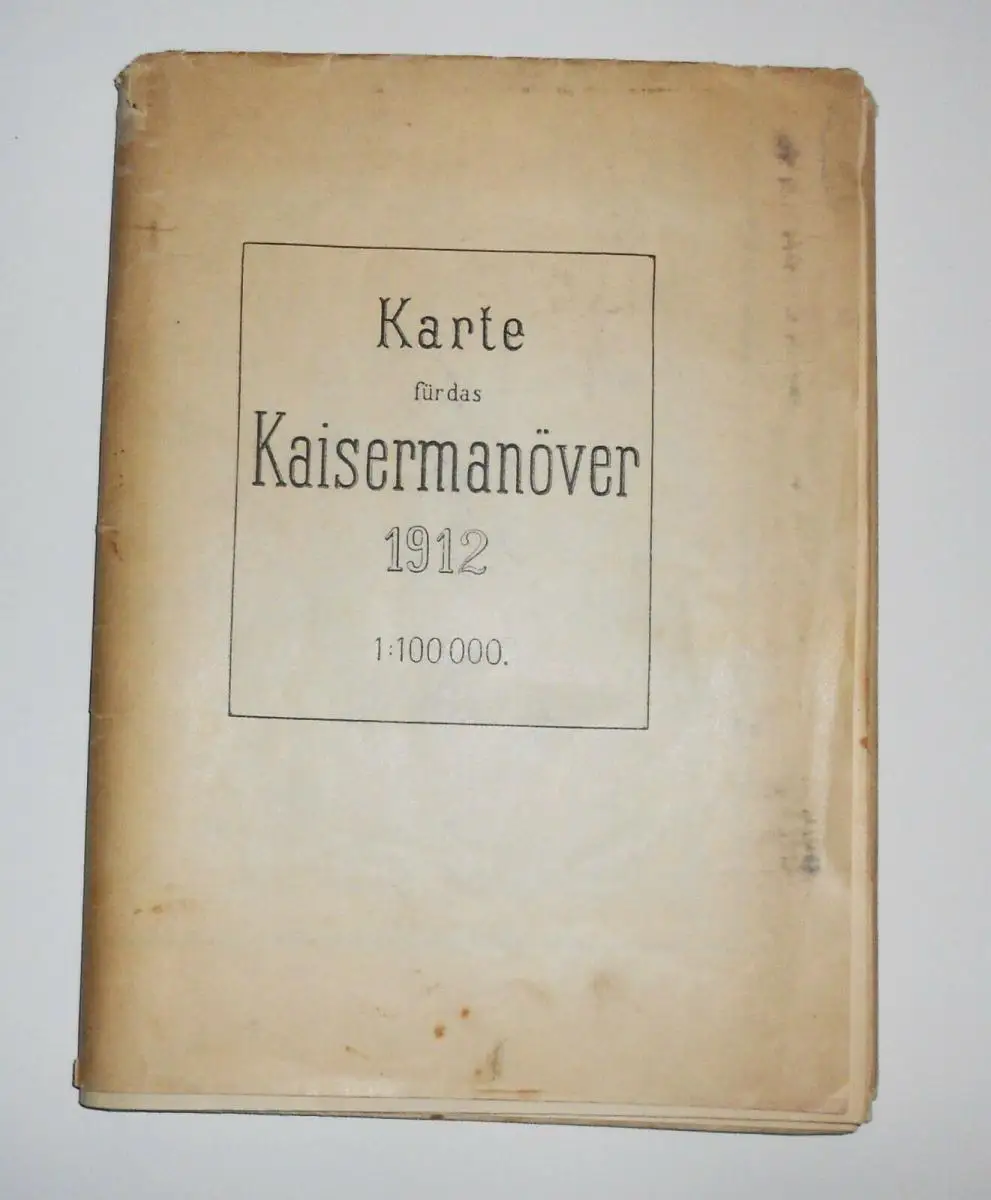 Karte
für das
Kaisermanöver
1912
1:100 000.